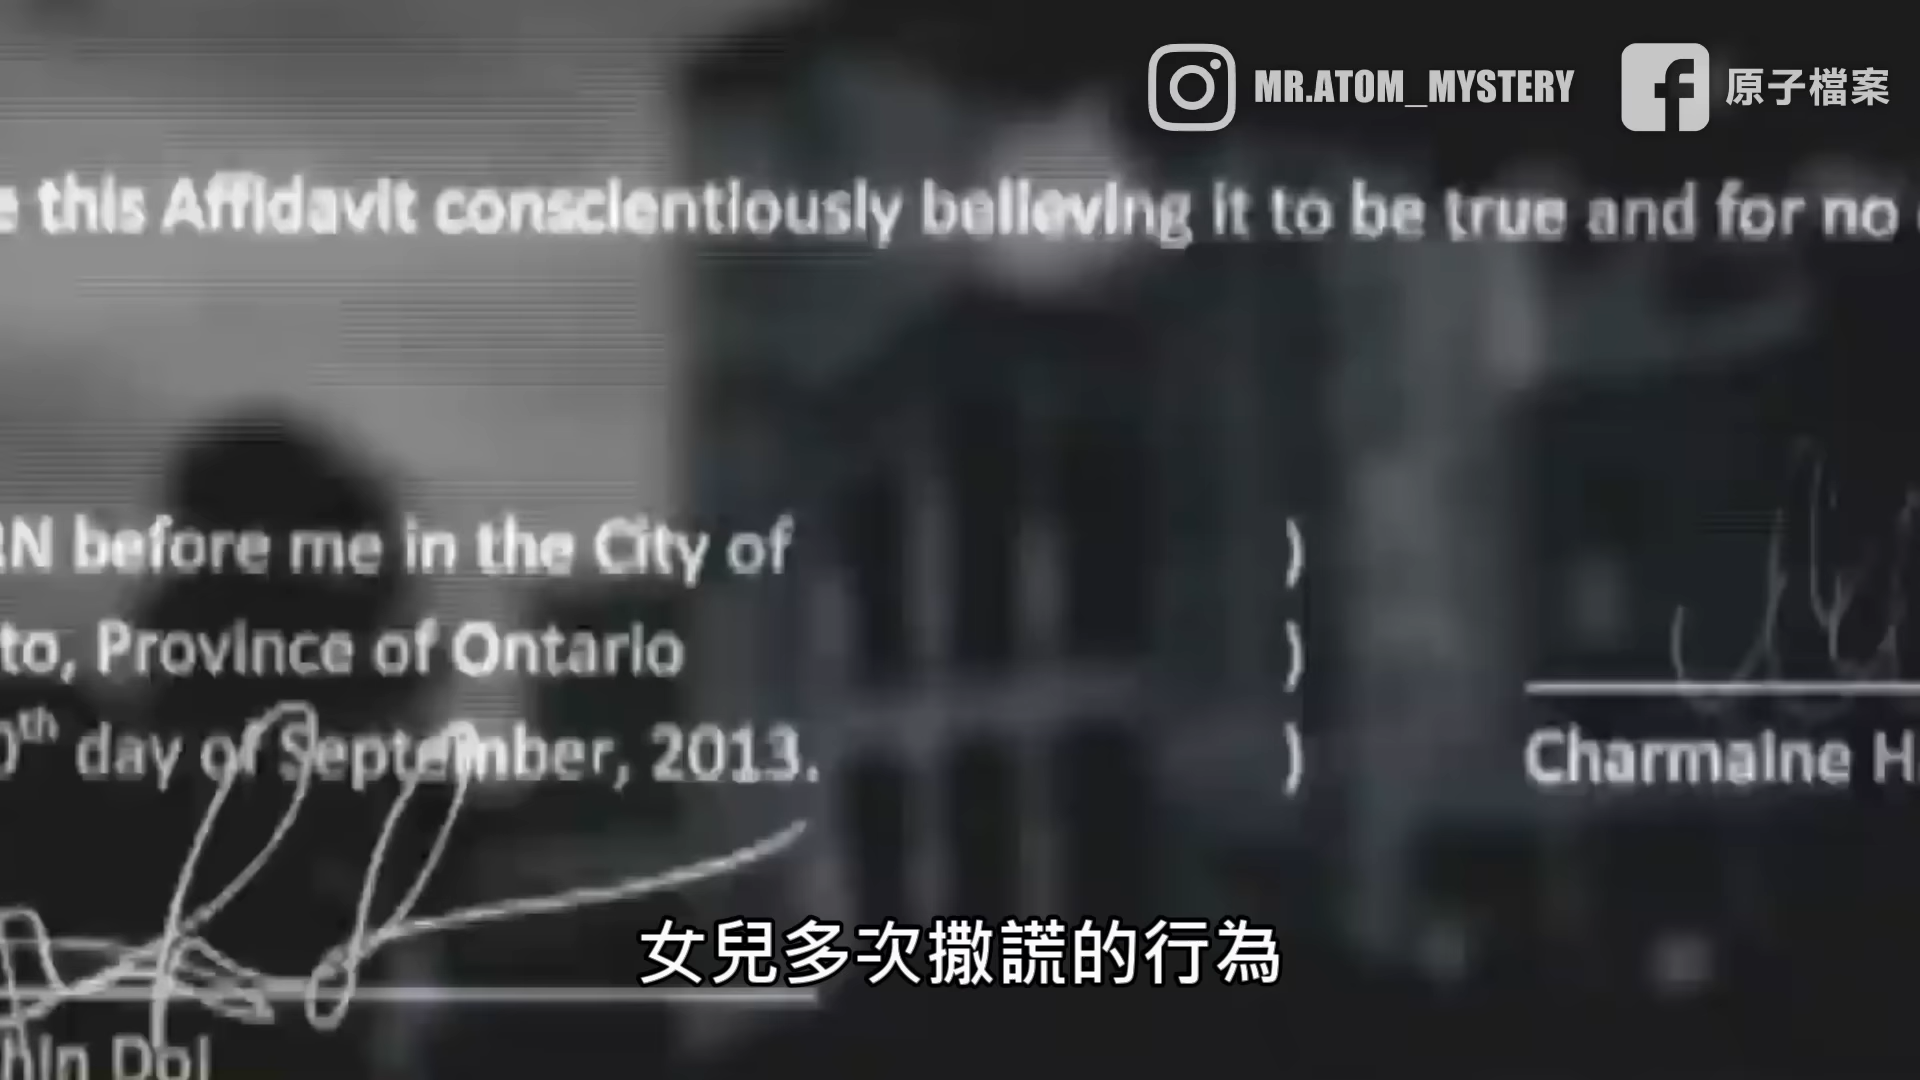 MR.ATOM_MYSTERY 原子檔案
this Affidavit conscientiously believing it to be true and for no
before me in the City of )
Province of Ontario )
day of September, 2013. )
Charmaine
女兒多次撒謊的行為